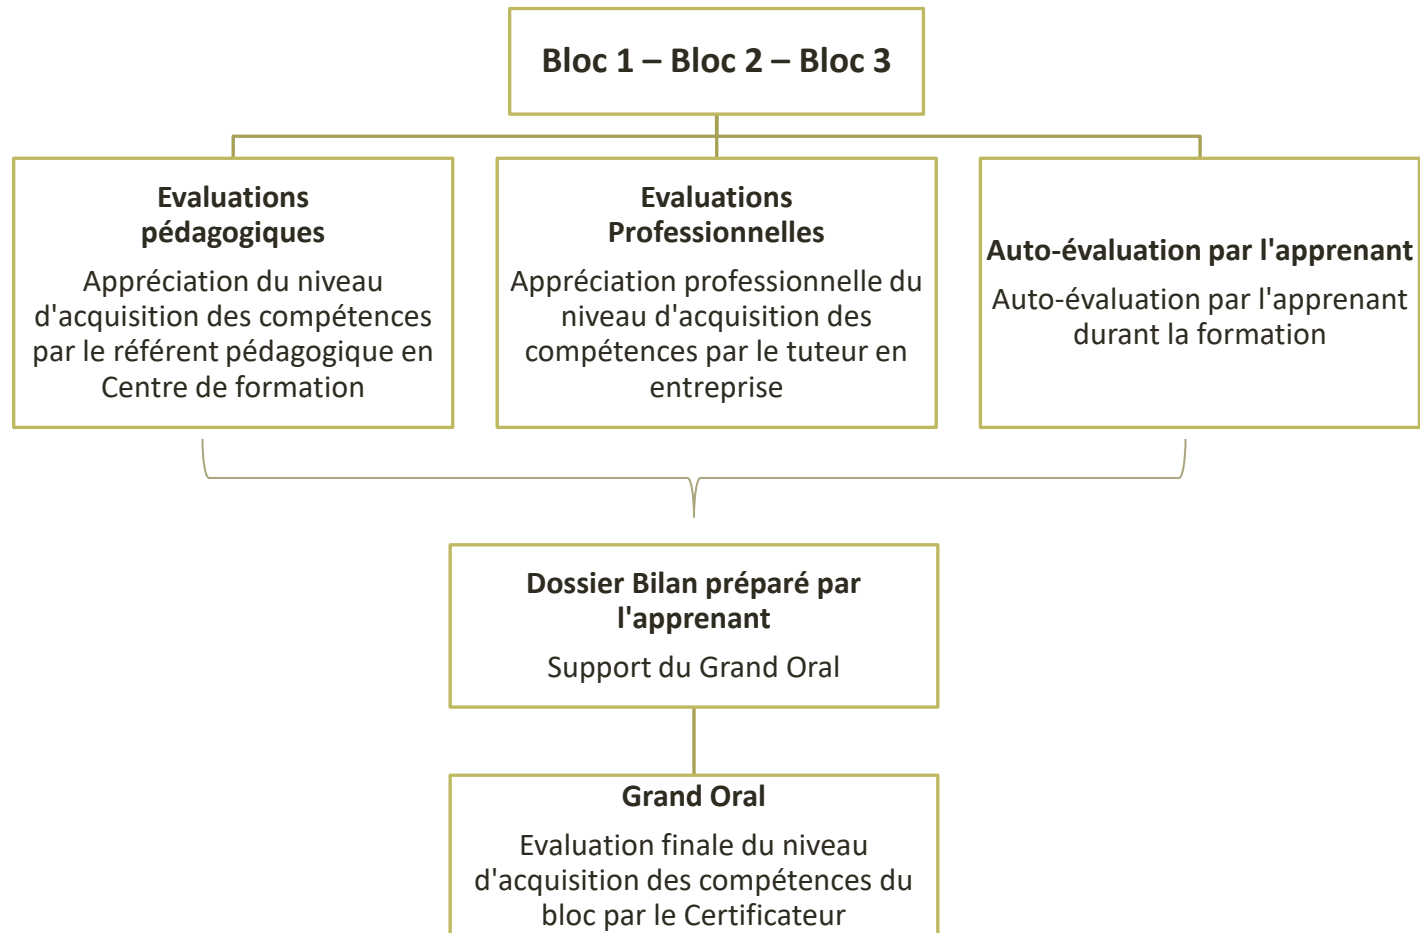 Bloc 1 – Bloc 2 – Bloc 3
Evaluations
pédagogiques
Appréciation du niveau
d'acquisition des compétences
par le référent pédagogique en
Centre de formation
Evaluations
Professionnelles
Appréciation professionnelle du
niveau d'acquisition des
compétences par le tuteur en
entreprise
Auto-évaluation par l'apprenant
Auto-évaluation par l'apprenant
durant la formation
Dossier Bilan préparé par
l'apprenant
Support du Grand Oral
Grand Oral
Evaluation finale du niveau
d'acquisition des compétences du
bloc par le Certificateur